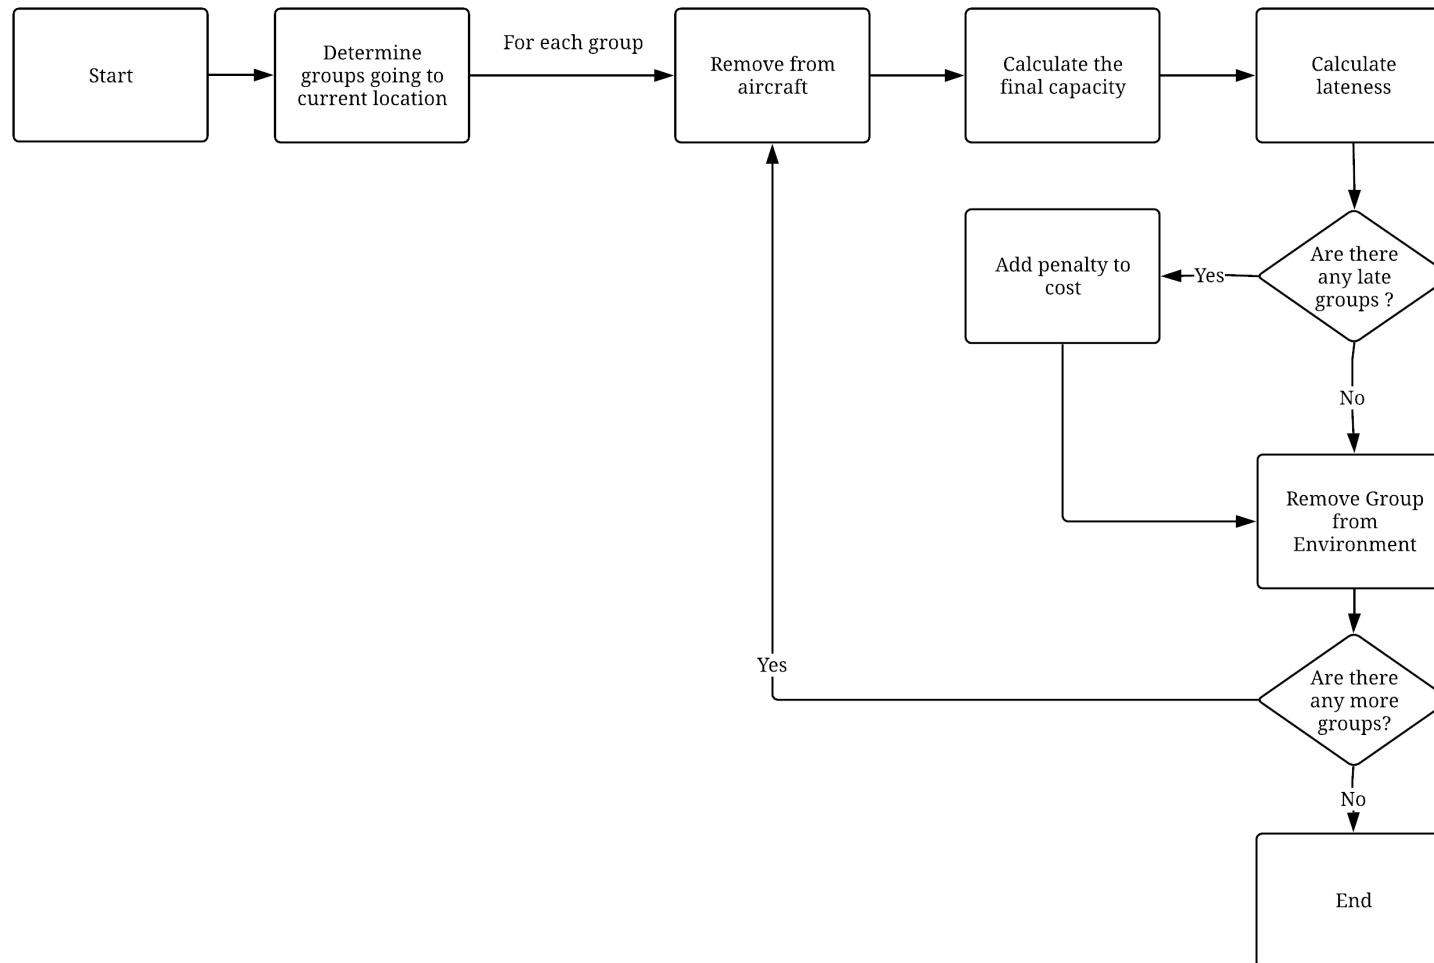 Start
Determine
groups going to
current location
For each group
Remove from
aircraft
Calculate the
final capacity
Calculate
lateness
Add penalty to
cost
Yes
Are there
any late
groups ?
No
Remove Group
from
Environment
Yes
Are there
any more
groups?
No
End